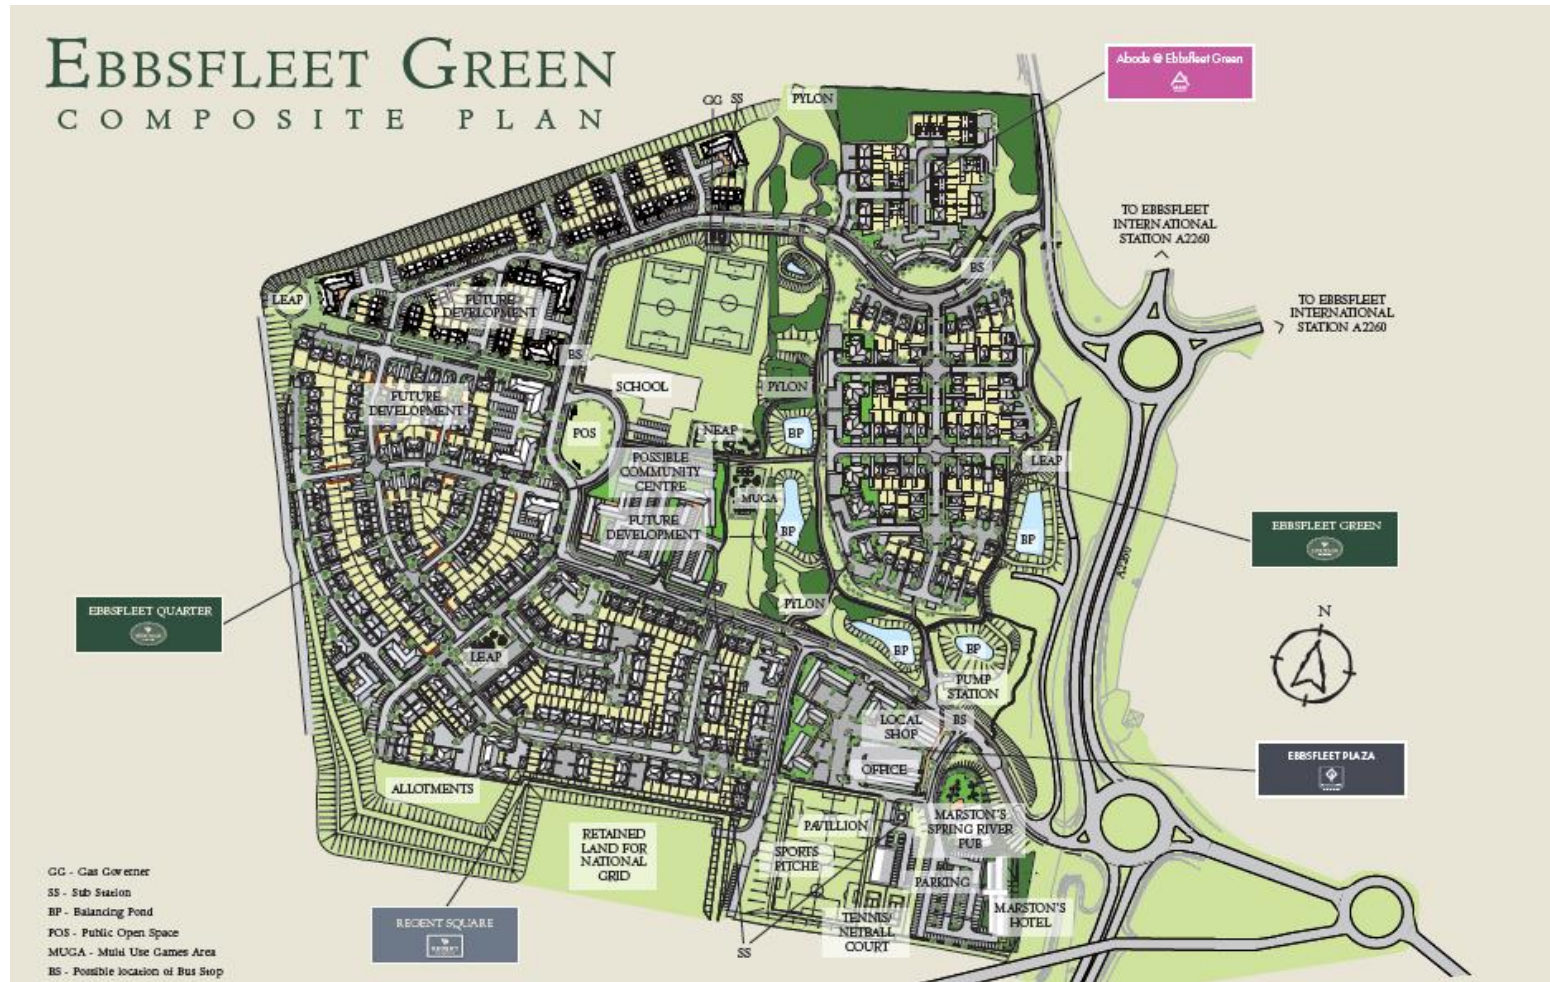 EBBSFLEET GREEN
COMPOSITE PLAN
GG SS
PYLON
Abode @ Ebbsfleet Green
TO EBBSFLEET
INTERNATIONAL
STATION A2260
TO EBBSFLEET
INTERNATIONAL
STATION A2260
BS
LEAP
FUTURE
DEVELOPMENT
BS
SCHOOL
PYLON
FUTURE
DEVELOPMENT
POS
NEAP
BP
POSSIBLE
COMMUNITY
CENTRE
LEAP
MUGA
FUTURE
DEVELOPMENT
BP
BP
EBBSFLEET GREEN
A2260
EBBSFLEET QUARTER
PYLON
N
LEAP
BP
BP
PUMP
STATION
LOCAL
SHOP
BS
OFFICE
EBBSFLEET PLAZA
ALLOTMENTS
RETAINED
LAND FOR
NATIONAL
GRID
PAVILLION
MARSTON'S
SPRING RIVER
PUB
SPORTS
PITCHE
PARKING
TENNIS/
NETBALL
COURT
MARSTON'S
HOTEL
SS
REGENT SQUARE
GG - Gas Governer
SS - Sub Station
BP - Balancing Pond
POS - Public Open Space
MUGA - Multi Use Games Area
BS - Possible location of Bus Stop